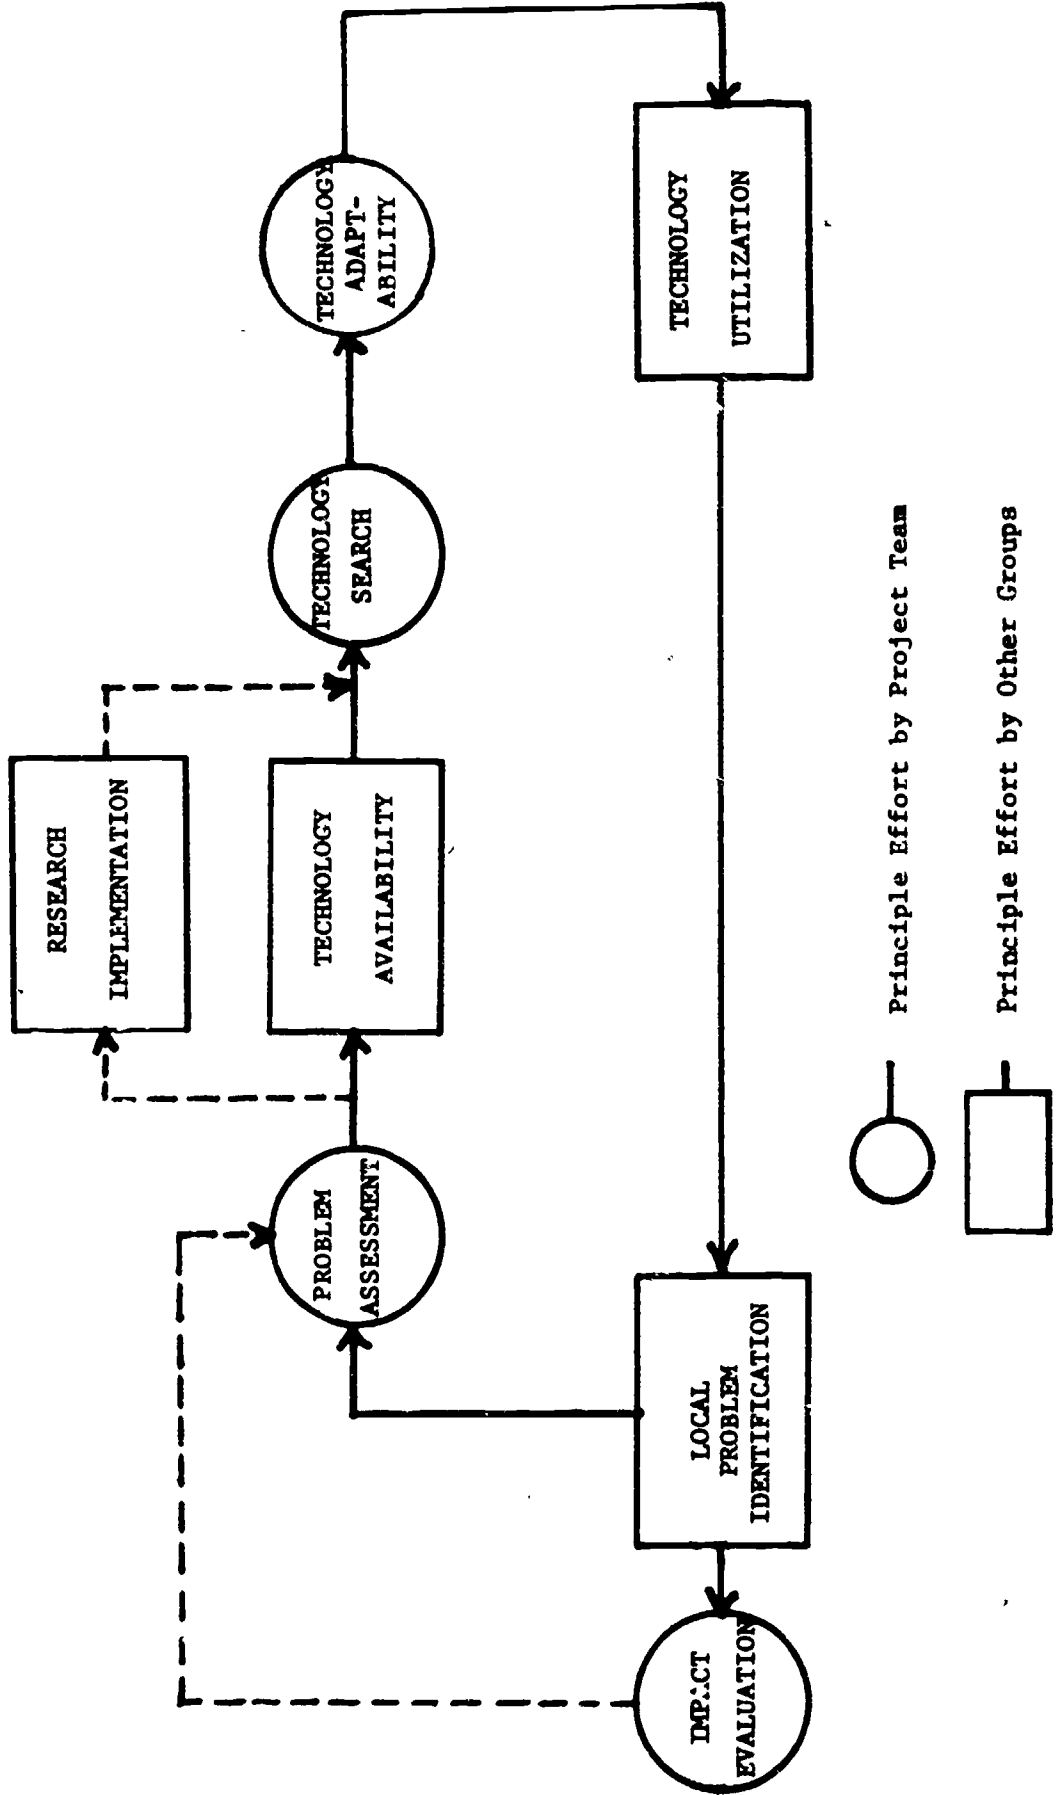 RESEARCH
IMPLEMENTATION
PROBLEM
ASSESSMENT
TECHNOLOGY
AVAILABILITY
TECHNOLOGY
SEARCH
TECHNOLOGY
ADAPT-
ABILITY
IMPACT
EVALUATION
LOCAL
PROBLEM
IDENTIFICATION
TECHNOLOGY
UTILIZATION
Principle Effort by Project Team
Principle Effort by Other Groups